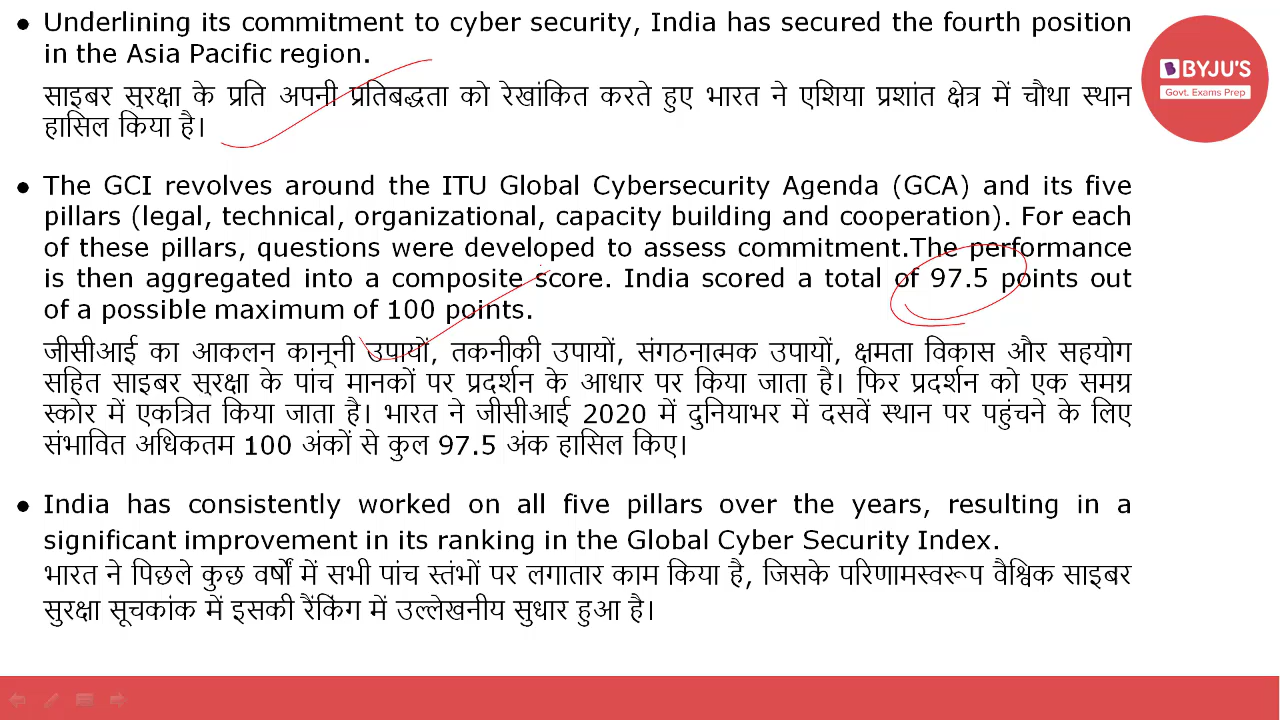 • Underlining its commitment to cyber security, India has secured the fourth position
in the Asia Pacific region.
साइबर सुरक्षा के प्रति अपनी प्रतिबद्धता को रेखांकित करते हुए भारत ने एशिया प्रशांत क्षेत्र में चौथा स्थान
हासिल किया है।
BYJU'S
Govt. Exams Prep
• The GCI revolves around the ITU Global Cybersecurity Agenda (GCA) and its five
pillars (legal, technical, organizational, capacity building and cooperation). For each
of these pillars, questions were developed to assess commitment.The performance
is then aggregated into a composite score. India scored a total of 97.5 points out
of a possible maximum of 100 points.
जीसीआई का आकलन कानूनी उपायों, तकनीकी उपायों, संगठनात्मक उपायों, क्षमता विकास और सहयोग
सहित साइबर सुरक्षा के पांच मानकों पर प्रदर्शन के आधार पर किया जाता है। फिर प्रदर्शन को एक समग्र
स्कोर में एकत्रित किया जाता है। भारत ने जीसीआई 2020 में दुनियाभर में दसवें स्थान पर पहुंचने के लिए
संभावित अधिकतम 100 अंकों से कुल 97.5 अंक हासिल किए।
• India has consistently worked on all five pillars over the years, resulting in a
significant improvement in its ranking in the Global Cyber Security Index.
भारत ने पिछले कुछ वर्षों में सभी पांच स्तंभों पर लगातार काम किया है, जिसके परिणामस्वरूप वैश्विक साइबर
सुरक्षा सूचकांक में इसकी रैंकिंग में उल्लेखनीय सुधार हुआ है।